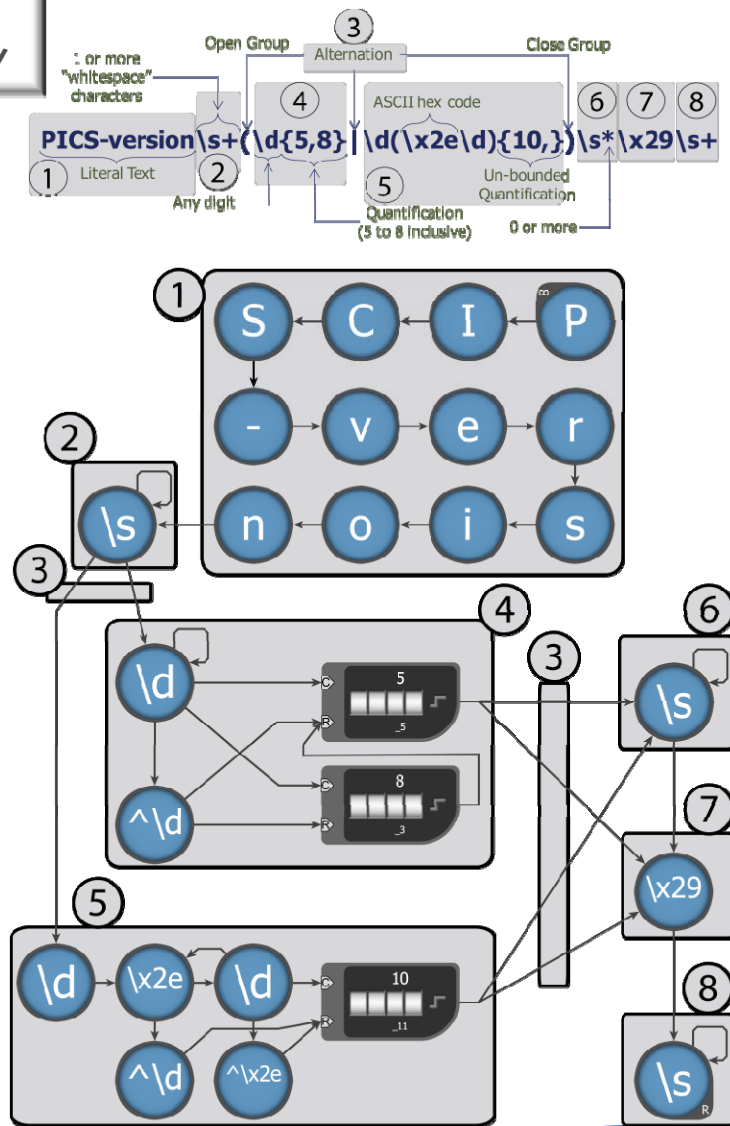 3
Open Group Alternation Close Group
1 or more
"whitespace"
characters
4 ASCII hex code 6 7 8
PICS-version\s+(\d{5,8}|\d(\x2e\d){10,})\s*\x29\s+
1 Literal Text 2 5 Un-bounded
Quantification
Any digit
Quantification
(5 to 8 inclusive)
0 or more
1
S C I P
∞
- v e r
2
\s n o i s
3
4
6
\d 5
C
R
_5
3
\s
^\d 8
C
R
_3
7
\x29
5
\d \x2e \d 10
C
R
_11
8
^\d ^\x2e
\s
R